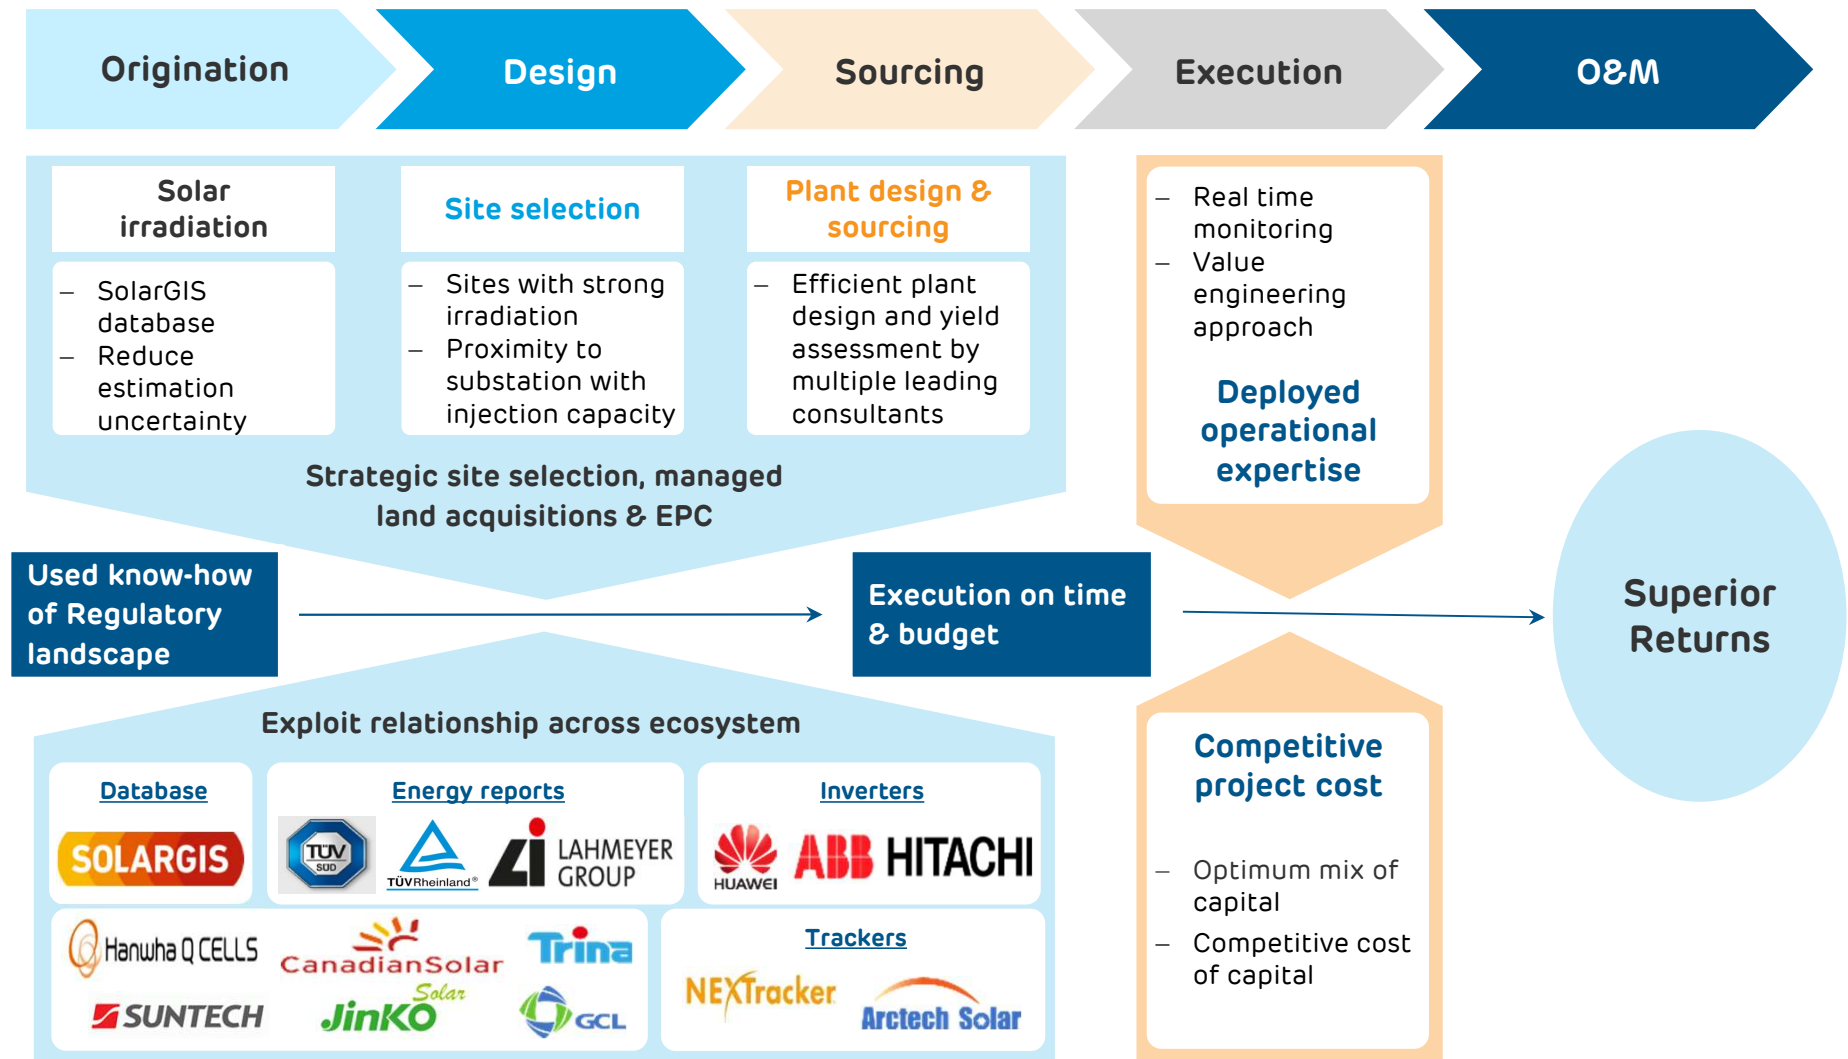 Origination
Design
Sourcing
Execution
O&M
Solar
irradiation
– SolarGIS
database
– Reduce
estimation
uncertainty
Site selection
– Sites with strong
irradiation
– Proximity to
substation with
injection capacity
Plant design &
sourcing
– Efficient plant
design and yield
assessment by
multiple leading
consultants
Strategic site selection, managed
land acquisitions & EPC
– Real time
monitoring
– Value
engineering
approach
Deployed
operational
expertise
Used know-how
of Regulatory
landscape
Execution on time
& budget
Superior
Returns
Exploit relationship across ecosystem
Database
SOLARGIS
Energy reports
TÜV
SÜD
TÜVRheinland®
LAHMEYER
GROUP
Inverters
HUAWEI
ABB
HITACHI
Hanwha Q CELLS
CanadianSolar
Trina
SUNTECH
JinKO Solar
GCL
Trackers
NEXTracker
Arctech Solar
Competitive
project cost
– Optimum mix of
capital
– Competitive cost
of capital